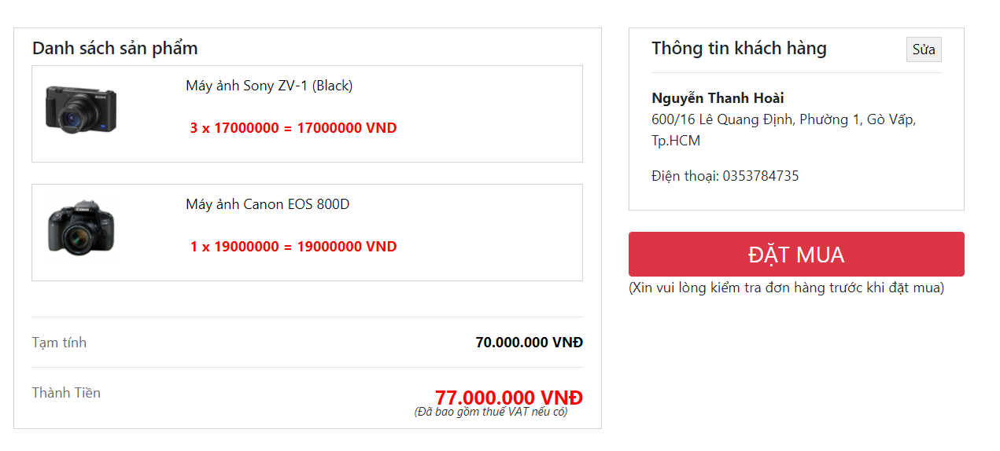 Danh sách sản phẩm
Máy ảnh Sony ZV-1 (Black)
3 x 17000000 = 17000000 VND
Máy ảnh Canon EOS 800D
1 x 19000000 = 19000000 VND
Tạm tính
70.000.000 VNĐ
Thành Tiền
77.000.000 VNĐ
(Đã bao gồm thuế VAT nếu có)
Thông tin khách hàng
Sửa
Nguyễn Thanh Hoài
600/16 Lê Quang Định, Phường 1, Gò Vấp,
Tp.HCM
Điện thoại: 0353784735
ĐẶT MUA
(Xin vui lòng kiểm tra đơn hàng trước khi đặt mua)